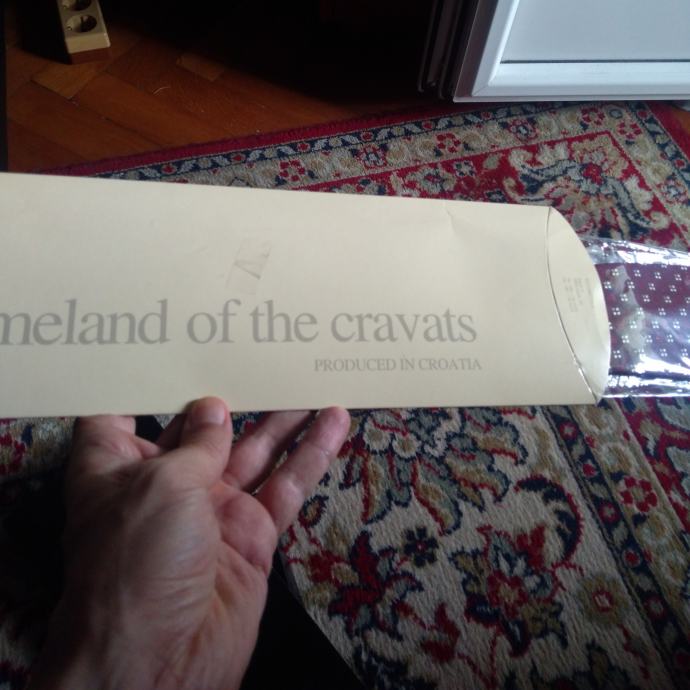 meland of the cravats
PRODUCED IN CROATIA